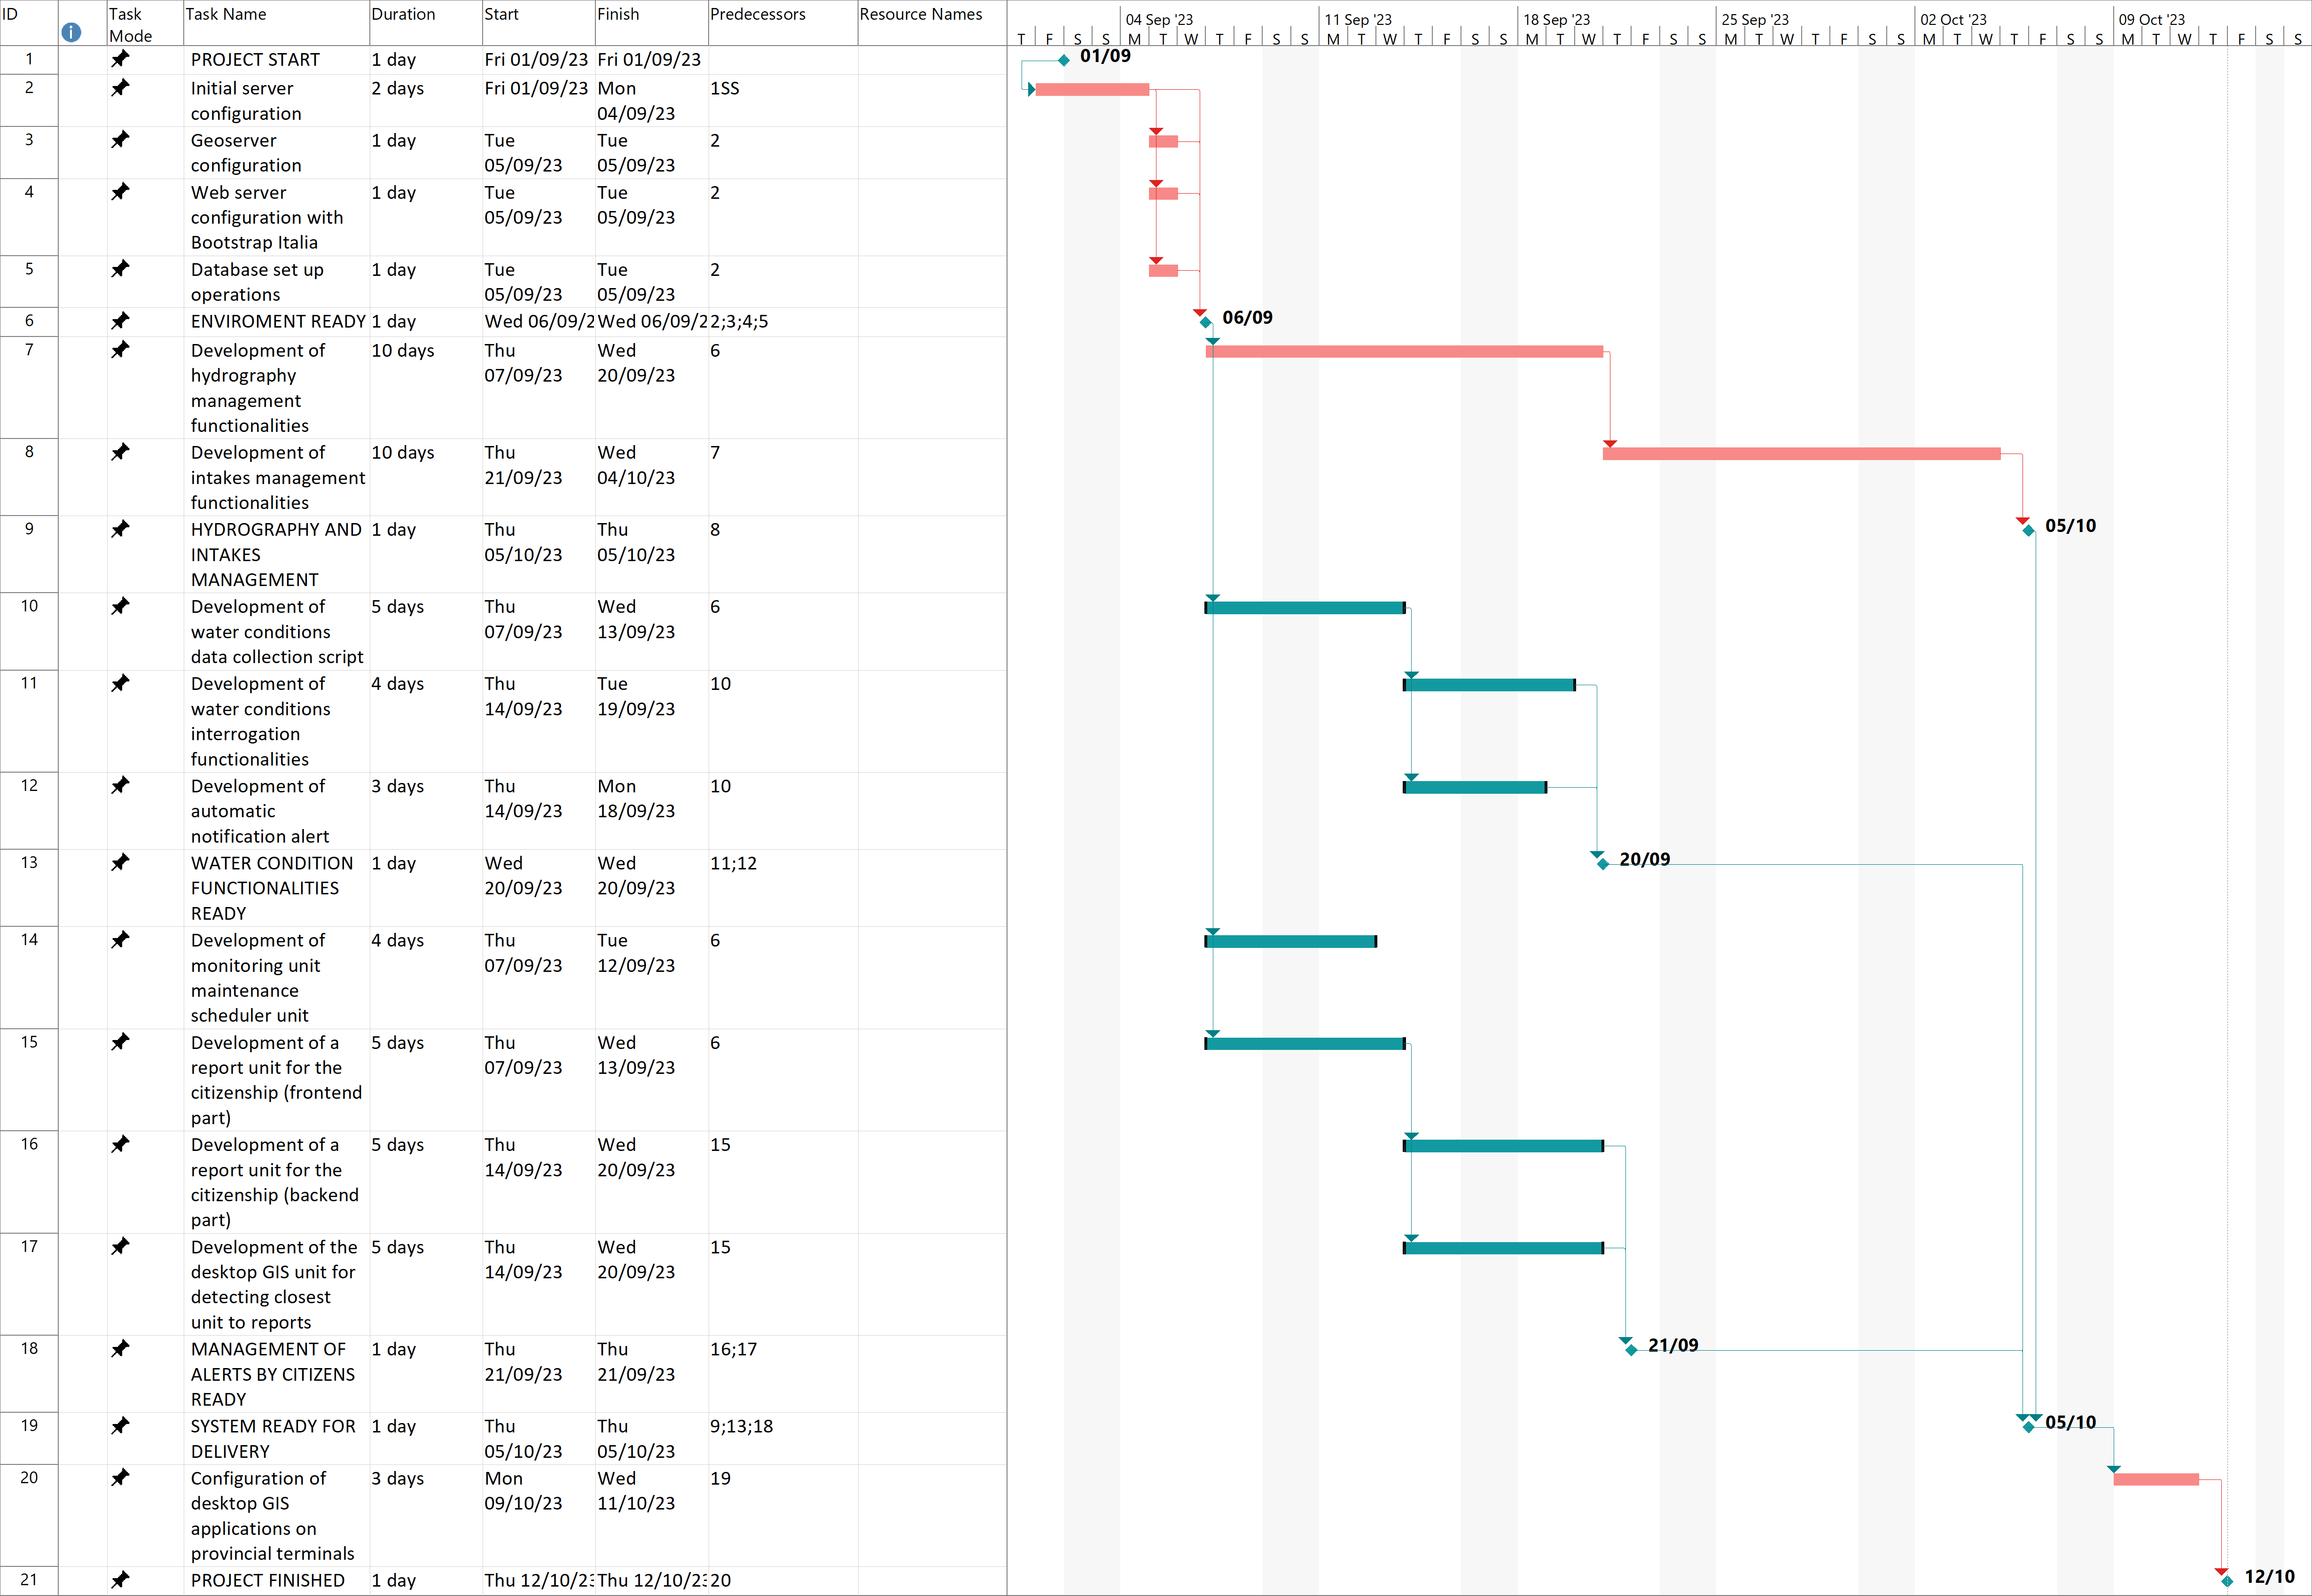 ID Task Mode Task Name Duration Start Finish Predecessors Resource Names
04 Sep '23 11 Sep '23 18 Sep '23 25 Sep '23 02 Oct '23 09 Oct '23
T F S S M T W T F S S M T W T F S S M T W T F S S M T W T F S S M T W T F S S M T W T F S S
1 PROJECT START 1 day Fri 01/09/23 Fri 01/09/23
01/09
2 Initial server 2 days Fri 01/09/23 Mon 1SS
configuration 04/09/23
3 Geoserver 1 day Tue Tue 2
configuration 05/09/23 05/09/23
4 Web server 1 day Tue Tue 2
configuration with 05/09/23 05/09/23
Bootstrap Italia
5 Database set up 1 day Tue Tue 2
operations 05/09/23 05/09/23
6 ENVIROMENT READY 1 day Wed 06/09/2 Wed 06/09/2 2;3;4;5
06/09
7 Development of 10 days Thu Wed 6
hydrography 07/09/23 20/09/23
management
functionalities
8 Development of 10 days Thu Wed 7
intakes management 21/09/23 04/10/23
functionalities
9 HYDROGRAPHY AND 1 day Thu Thu 8
05/10
INTAKES 05/10/23 05/10/23
MANAGEMENT
10 Development of 5 days Thu Wed 6
water conditions 07/09/23 13/09/23
data collection script
11 Development of 4 days Thu Tue 10
water conditions 14/09/23 19/09/23
interrogation
functionalities
12 Development of 3 days Thu Mon 10
automatic 14/09/23 18/09/23
notification alert
13 WATER CONDITION 1 day Wed Wed 11;12
20/09
FUNCTIONALITIES 20/09/23 20/09/23
READY
14 Development of 4 days Thu Tue 6
monitoring unit 07/09/23 12/09/23
maintenance
scheduler unit
15 Development of a 5 days Thu Wed 6
report unit for the 07/09/23 13/09/23
citizenship (frontend
part)
16 Development of a 5 days Thu Wed 15
report unit for the 14/09/23 20/09/23
citizenship (backend
part)
17 Development of the 5 days Thu Wed 15
desktop GIS unit for 14/09/23 20/09/23
detecting closest
unit to reports
18 MANAGEMENT OF 1 day Thu Thu 16;17
21/09
ALERTS BY CITIZENS 21/09/23 21/09/23
READY
19 SYSTEM READY FOR 1 day Thu Thu 9;13;18
05/10
DELIVERY 05/10/23 05/10/23
20 Configuration of 3 days Mon Wed 19
desktop GIS 09/10/23 11/10/23
applications on
provincial terminals
21 PROJECT FINISHED 1 day Thu 12/10/23 Thu 12/10/23 20
12/10